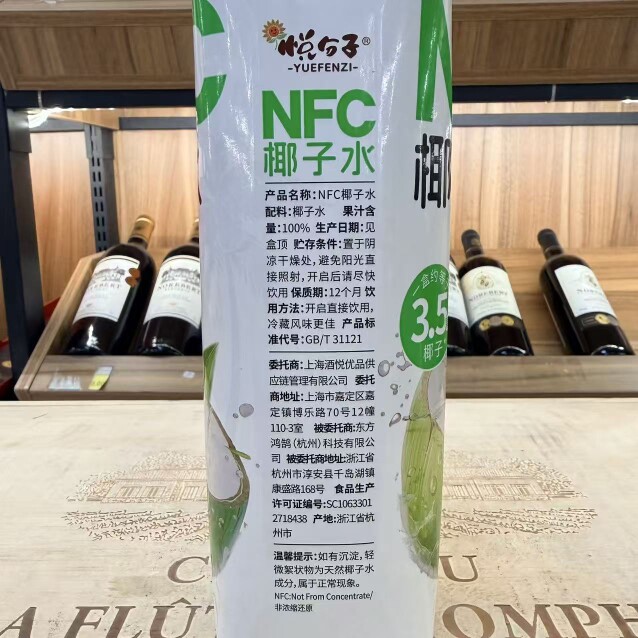 悦分子®
-YUEFENZI-
NFC
椰子水
产品名称:NFC椰子水
配料:椰子水 果汁含
量:100% 生产日期:见
盒顶 贮存条件:置于阴
凉干燥处,避免阳光直
接照射,开启后请尽快
饮用 保质期:12个月 饮
用方法:开启直接饮用,
冷藏风味更佳 产品标
准代号:GB/T 31121
委托商:上海酒悦优品供
应链管理有限公司 委托
商地址:上海市嘉定区嘉
定镇博乐路70号12幢
110-3室 被委托商:东方
鸿鹄(杭州)科技有限公
司 被委托商地址:浙江省
杭州市淳安县千岛湖镇
康盛路168号 食品生产
许可证编号:SC1063301
2718438 产地:浙江省杭
州市
温馨提示:如有沉淀,轻
微絮状物为天然椰子水
成分,属于正常现象。
NFC:Not From Concentrate/
非浓缩还原
一盒约等
3.5
椰子